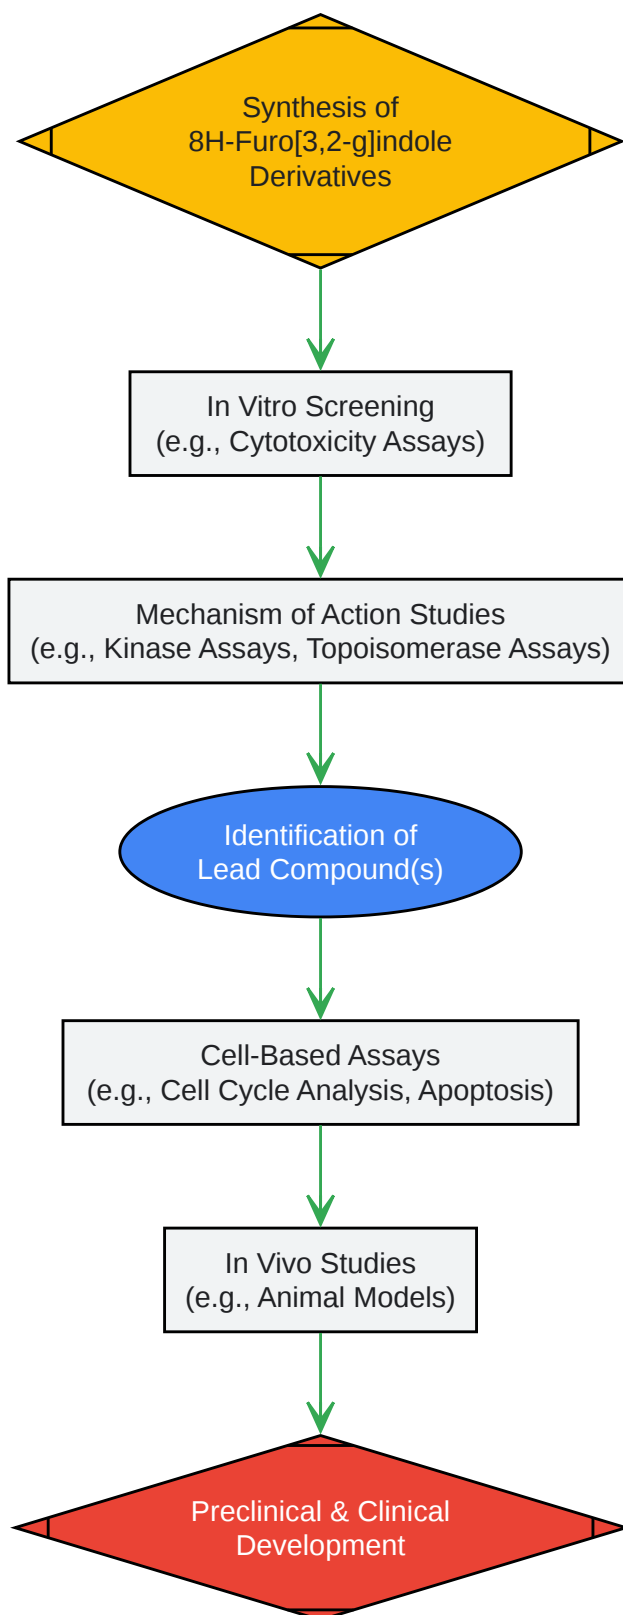 Synthesis of
8H-Furo[3,2-g]indole
Derivatives
In Vitro Screening
(e.g., Cytotoxicity Assays)
Mechanism of Action Studies
(e.g., Kinase Assays, Topoisomerase Assays)
Identification of
Lead Compound(s)
Cell-Based Assays
(e.g., Cell Cycle Analysis, Apoptosis)
In Vivo Studies
(e.g., Animal Models)
Preclinical & Clinical
Development